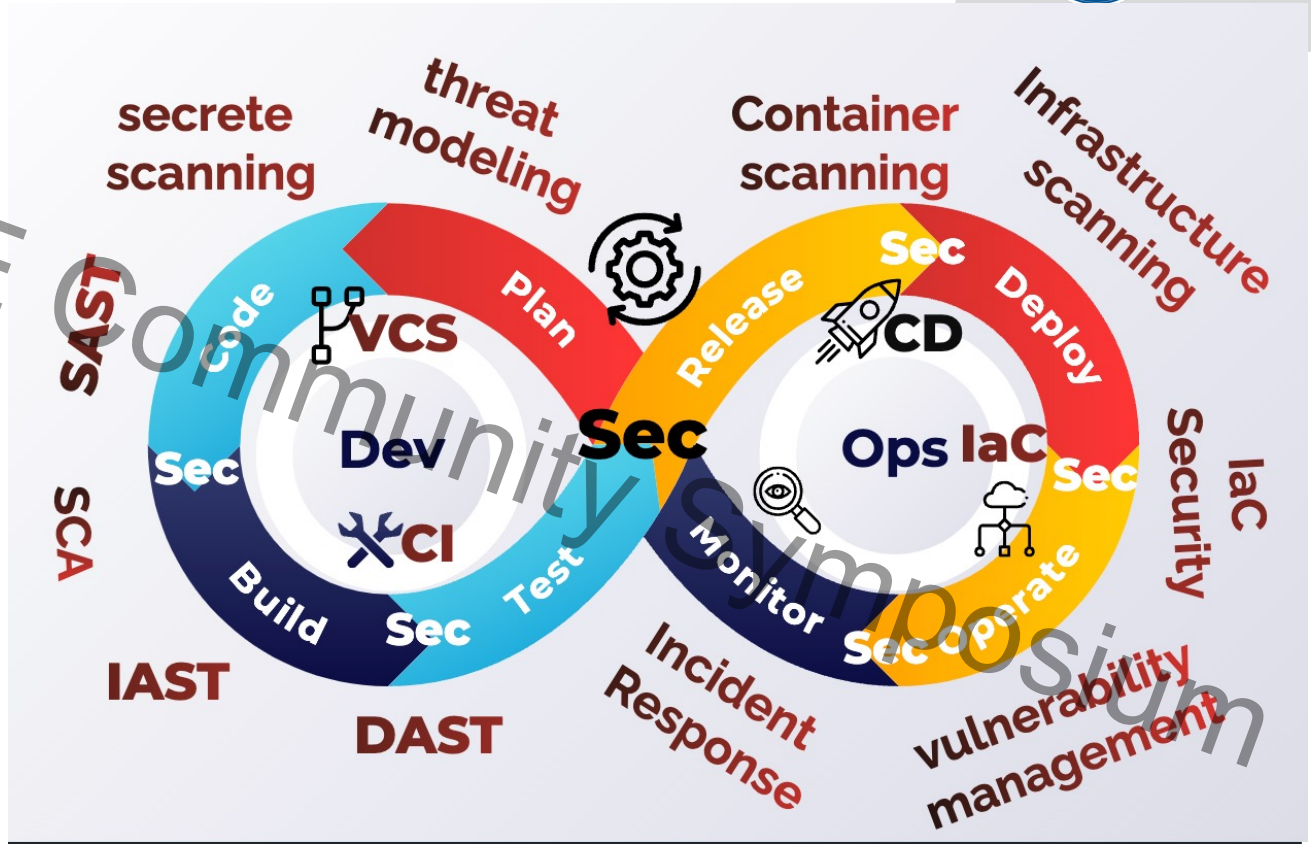 secrete
scanning
threat
modeling
Container
scanning
Infrastructure
scanning
SAST
Code
VCS
Plan
Release
Sec
CD
Deploy
Dev
Sec
Ops
IaC
Sec
Sec
SCA
CI
Build
Test
Sec
Monitor
Sec
Operate
IaC
Security
IAST
DAST
Incident
Response
vulnerability
management
Community Symposium